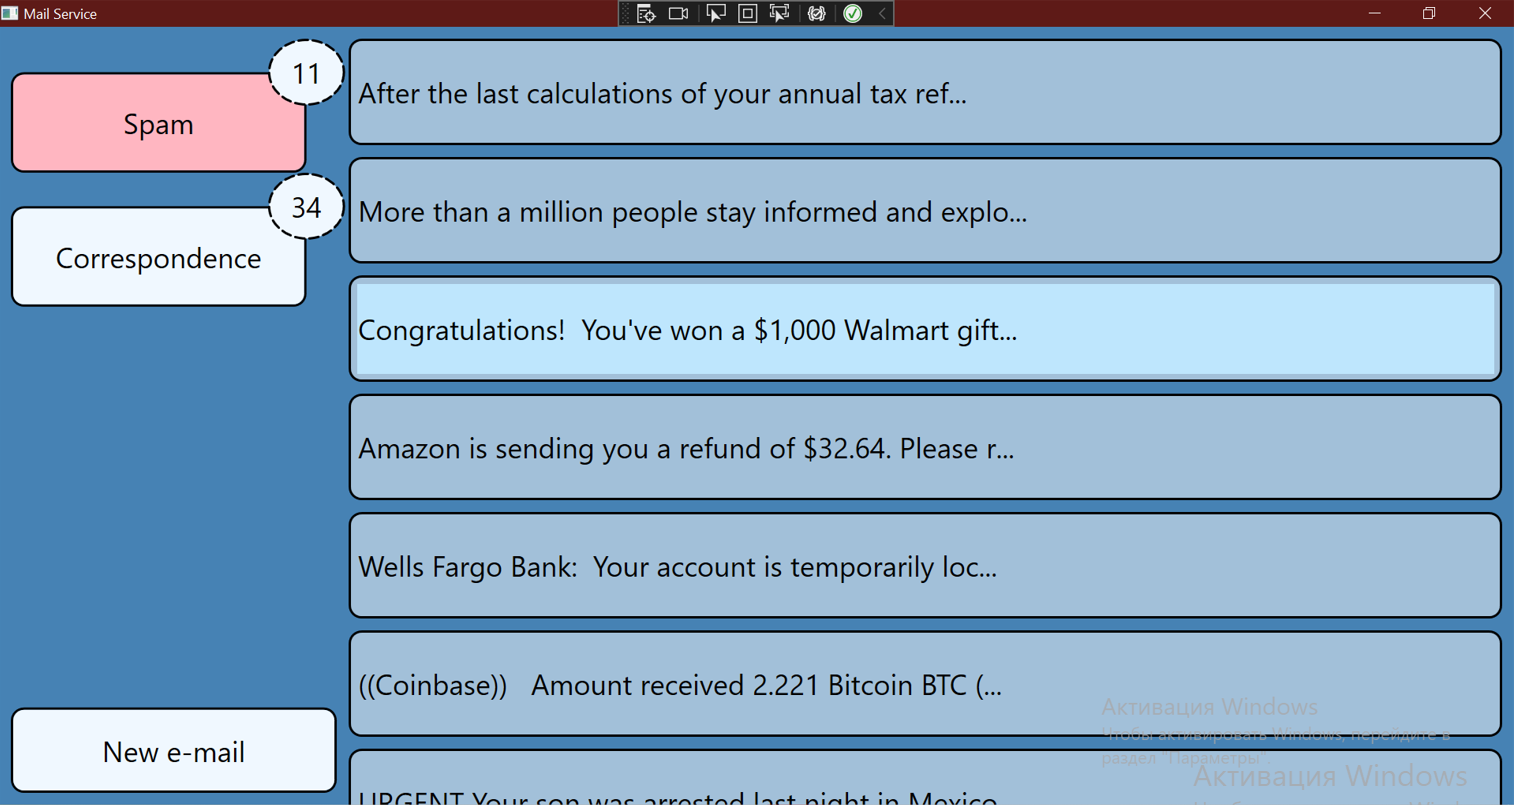 Mail Service
11
Spam
34
Correspondence
New e-mail
After the last calculations of your annual tax ref...
More than a million people stay informed and explo...
Congratulations!  You've won a $1,000 Walmart gift...
Amazon is sending you a refund of $32.64. Please r...
Wells Fargo Bank:  Your account is temporarily loc...
((Coinbase))   Amount received 2.221 Bitcoin BTC (...
URGENT Your son was arrested last night in Mexico
Активация Windows
Чтобы активировать Windows, перейдите в
раздел "Параметры".
Активация Windows